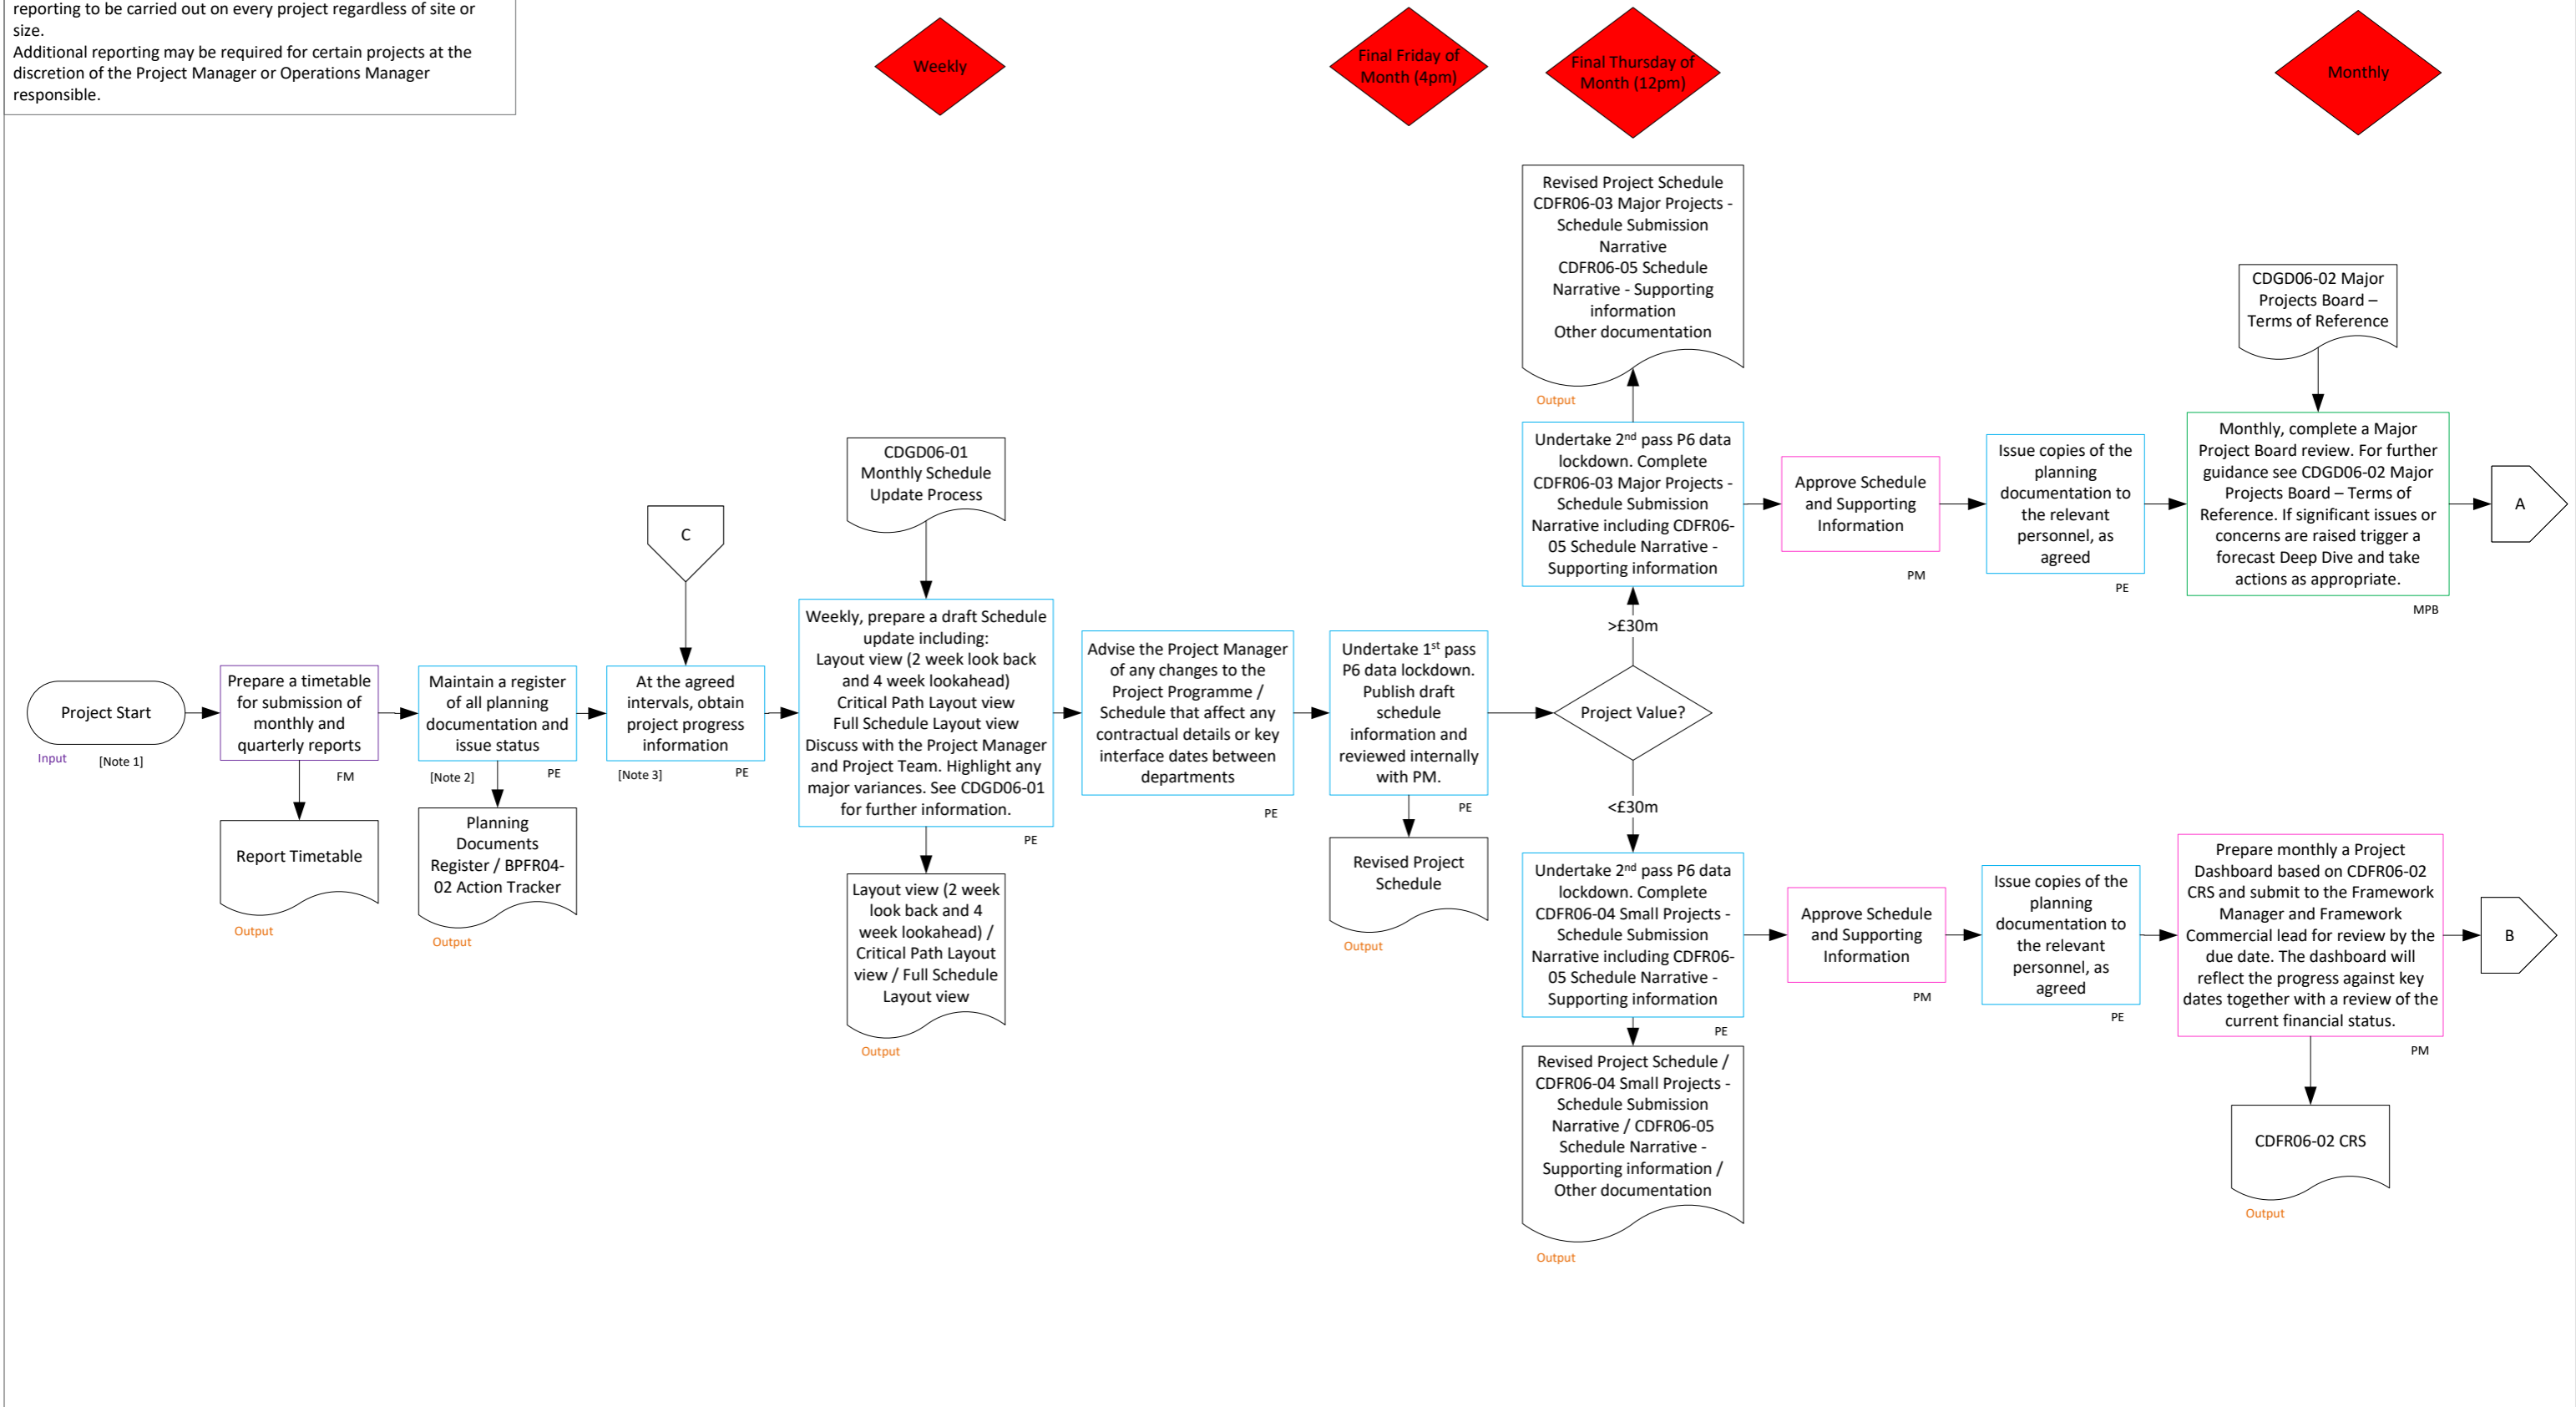 reporting to be carried out on every project regardless of site or
size.
Additional reporting may be required for certain projects at the
discretion of the Project Manager or Operations Manager
responsible.
Weekly
Final Friday of
Month (4pm)
Final Thursday of
Month (12pm)
Monthly
Revised Project Schedule
CDFR06-03 Major Projects -
Schedule Submission
Narrative
CDFR06-05 Schedule
Narrative - Supporting
information
Other documentation
Output
CDGD06-02 Major
Projects Board –
Terms of Reference
Undertake 2nd pass P6 data
lockdown. Complete
CDFR06-03 Major Projects -
Schedule Submission
Narrative including CDFR06-
05 Schedule Narrative -
Supporting information
Approve Schedule
and Supporting
Information
PM
Issue copies of the
planning
documentation to
the relevant
personnel, as
agreed
PE
Monthly, complete a Major
Project Board review. For further
guidance see CDGD06-02 Major
Projects Board – Terms of
Reference. If significant issues or
concerns are raised trigger a
forecast Deep Dive and take
actions as appropriate.
MPB
A
CDGD06-01
Monthly Schedule
Update Process
C
>£30m
Project Start
Input
[Note 1]
Prepare a timetable
for submission of
monthly and
quarterly reports
FM
Maintain a register
of all planning
documentation and
issue status
[Note 2]
PE
At the agreed
intervals, obtain
project progress
information
[Note 3]
PE
Weekly, prepare a draft Schedule
update including:
Layout view (2 week look back
and 4 week lookahead)
Critical Path Layout view
Full Schedule Layout view
Discuss with the Project Manager
and Project Team. Highlight any
major variances. See CDGD06-01
for further information.
PE
Advise the Project Manager
of any changes to the
Project Programme /
Schedule that affect any
contractual details or key
interface dates between
departments
PE
Undertake 1st pass
P6 data lockdown.
Publish draft
schedule
information and
reviewed internally
with PM.
PE
Project Value?
<£30m
Report Timetable
Output
Planning
Documents
Register / BPFR04-
02 Action Tracker
Output
Layout view (2 week
look back and 4
week lookahead) /
Critical Path Layout
view / Full Schedule
Layout view
Output
Revised Project
Schedule
Output
Undertake 2nd pass P6 data
lockdown. Complete
CDFR06-04 Small Projects -
Schedule Submission
Narrative including CDFR06-
05 Schedule Narrative -
Supporting information
PE
Approve Schedule
and Supporting
Information
PM
Issue copies of the
planning
documentation to
the relevant
personnel, as
agreed
PE
Prepare monthly a Project
Dashboard based on CDFR06-02
CRS and submit to the Framework
Manager and Framework
Commercial lead for review by the
due date. The dashboard will
reflect the progress against key
dates together with a review of the
current financial status.
PM
B
Revised Project Schedule /
CDFR06-04 Small Projects -
Schedule Submission
Narrative / CDFR06-05
Schedule Narrative -
Supporting information /
Other documentation
Output
CDFR06-02 CRS
Output